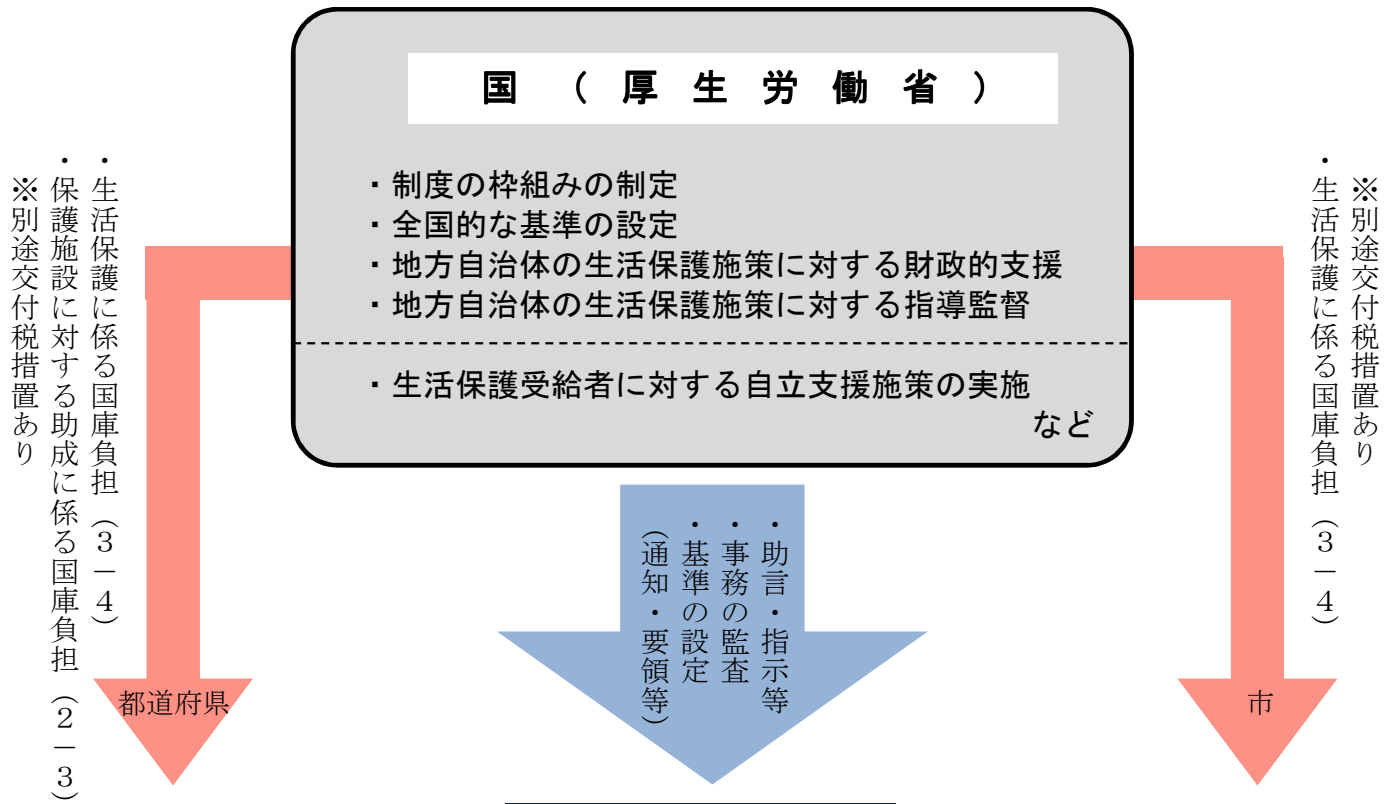 国（厚生労働省）
・制度の枠組みの制定
・全国的な基準の設定
・地方自治体の生活保護施策に対する財政的支援
・地方自治体の生活保護施策に対する指導監督
・生活保護受給者に対する自立支援施策の実施
など
・生活保護に係る国庫負担（３－４）
・保護施設に対する助成に係る国庫負担（２－３）
※別途交付税措置あり
都道府県
・助言・指示等
・事務の監査
・基準の設定
（通知・要領等）
※別途交付税措置あり
・生活保護に係る国庫負担（３－４）
市